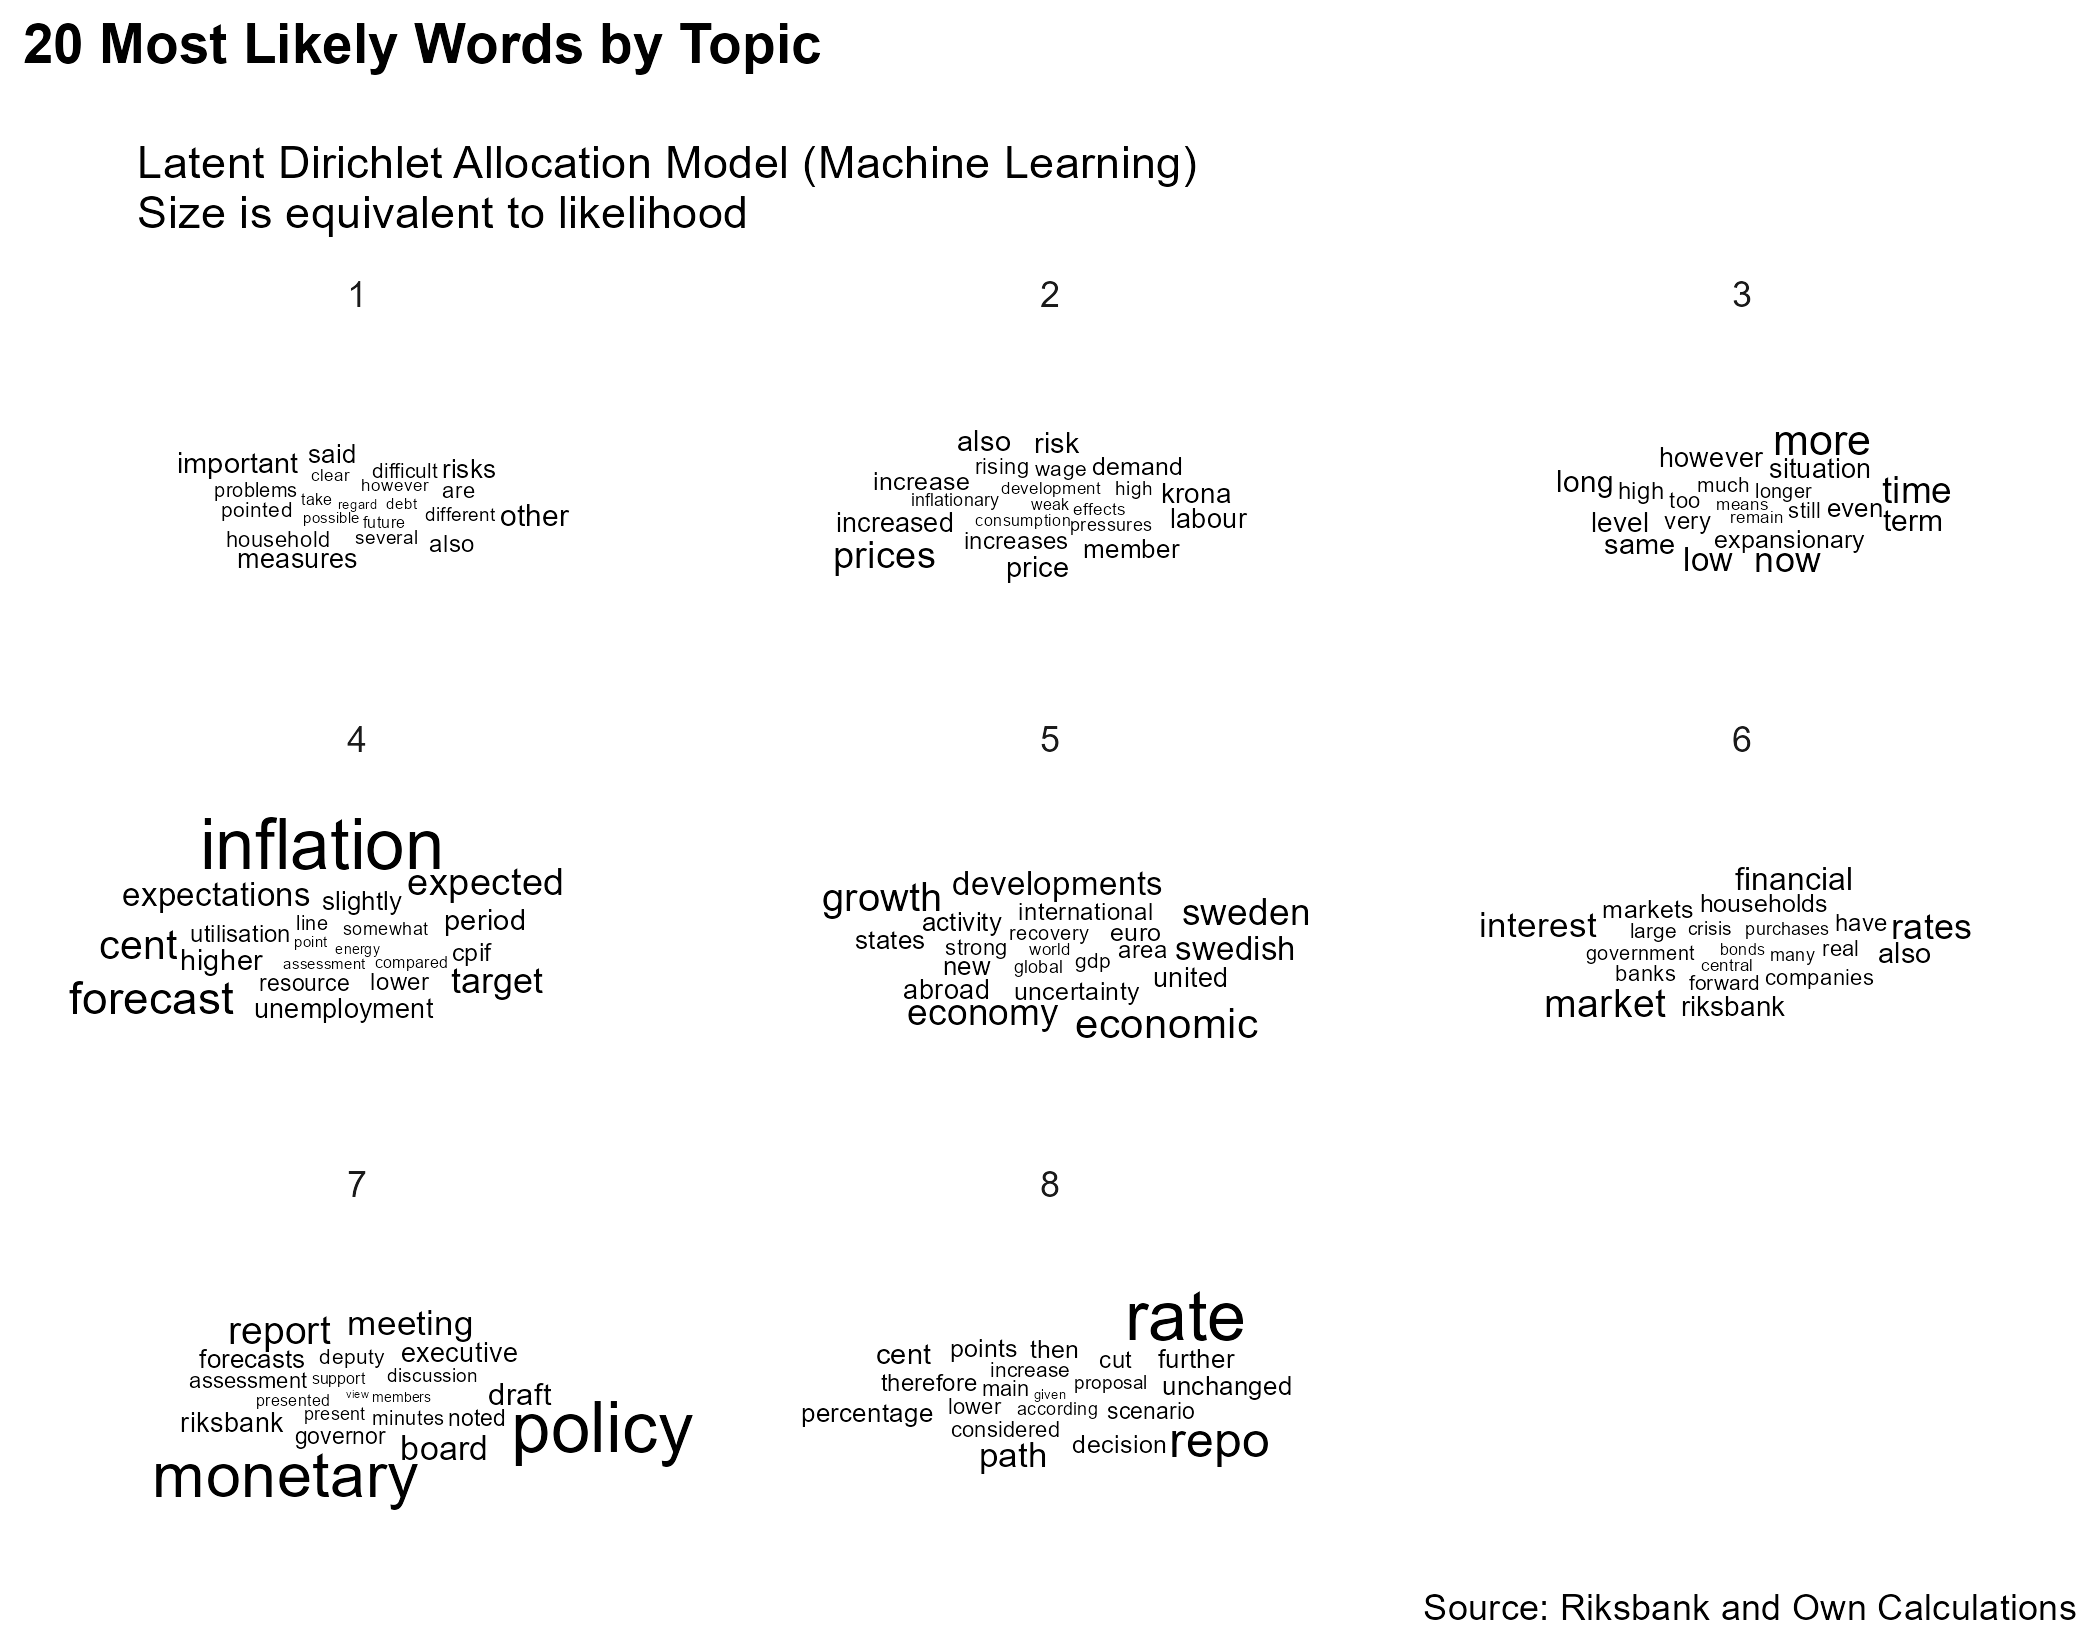 20 Most Likely Words by Topic
Latent Dirichlet Allocation Model (Machine Learning)
Size is equivalent to likelihood
1
important said
clear difficult risks
problems however are
pointed take regard debt
possible future different other
household several also
measures
2
also risk
rising wage demand
increase development high krona
inflationary weak effects
increased consumption pressures labour
prices increases member
price
3
more
however situation
long high much longer time
too means still even
level very remain term
same expansionary
low now
4
inflation
expectations slightly expected
line somewhat period
cent utilisation point energy cpif
higher assessment compared
resource lower target
forecast unemployment
5
growth developments
activity international sweden
states recovery euro
strong world area swedish
new global gdp
abroad uncertainty united
economy economic
6
financial
interest markets households
large crisis purchases have rates
government bonds many real also
banks central
forward companies
market riksbank
7
report meeting
forecasts deputy executive
assessment support discussion
presented view members draft
riksbank present minutes noted policy
governor board
monetary
8
rate
cent points then cut further
increase
therefore main given proposal unchanged
percentage lower according scenario
considered
path decision repo
Source: Riksbank and Own Calculations